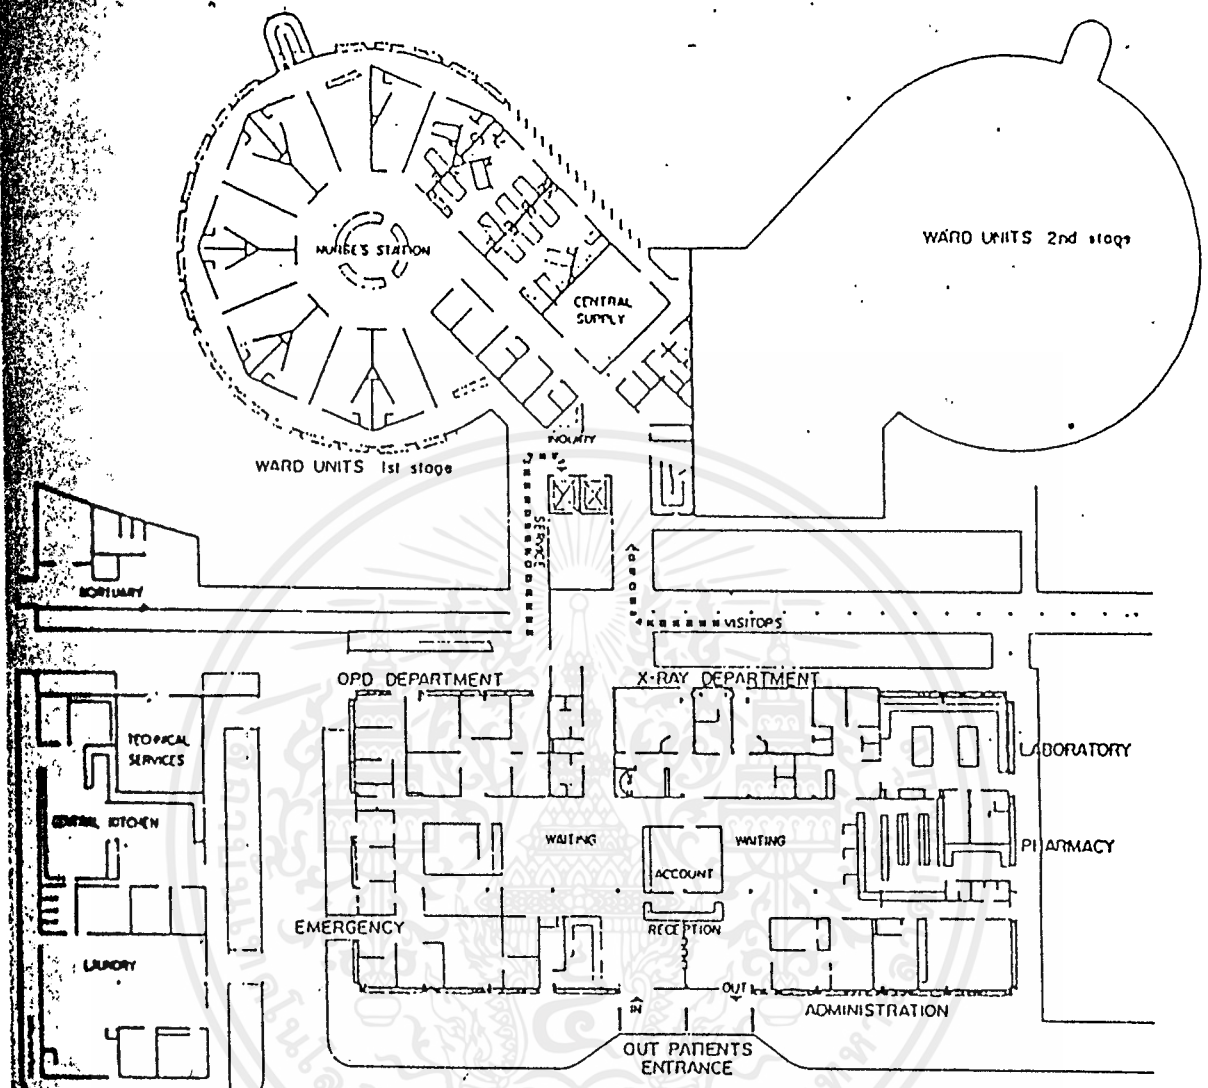 WARD UNITS 2nd stage
NURSE'S STATION
CENTRAL
SUPPLY
INQUIRY
WARD UNITS 1st stage
SERVICE
MORTUARY
VISITORS
OPD DEPARTMENT
X-RAY DEPARTMENT
TECHNICAL
SERVICES
LABORATORY
CENTRAL KITCHEN
WAITING
WAITING
PHARMACY
ACCOUNT
EMERGENCY
RECEPTION
LAUNDRY
OUT
IN
ADMINISTRATION
OUT PATIENTS
ENTRANCE